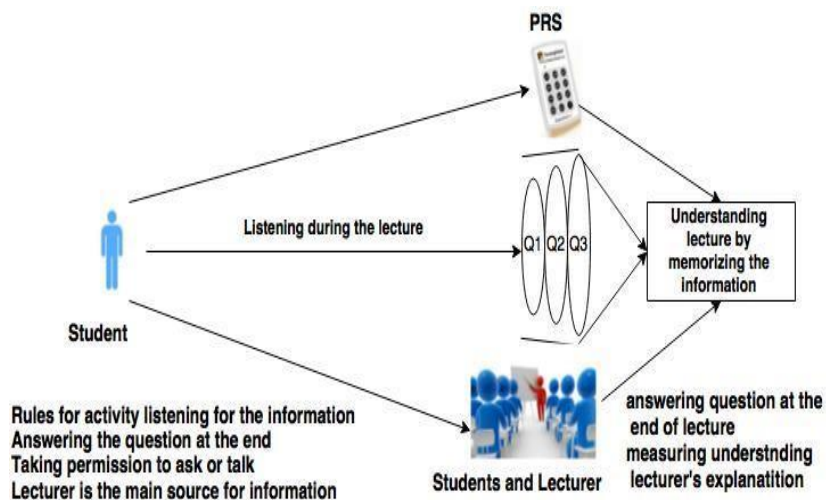 PRS
Listening during the lecture
Q1 Q2 Q3
Understanding
lecture by
memorizing the
information
Student
Rules for activity listening for the information
Answering the question at the end
Taking permission to ask or talk
Lecturer is the main source for information
Students and Lecturer
answering question at the
end of lecture
measuring understnding
lecturer's explanatition